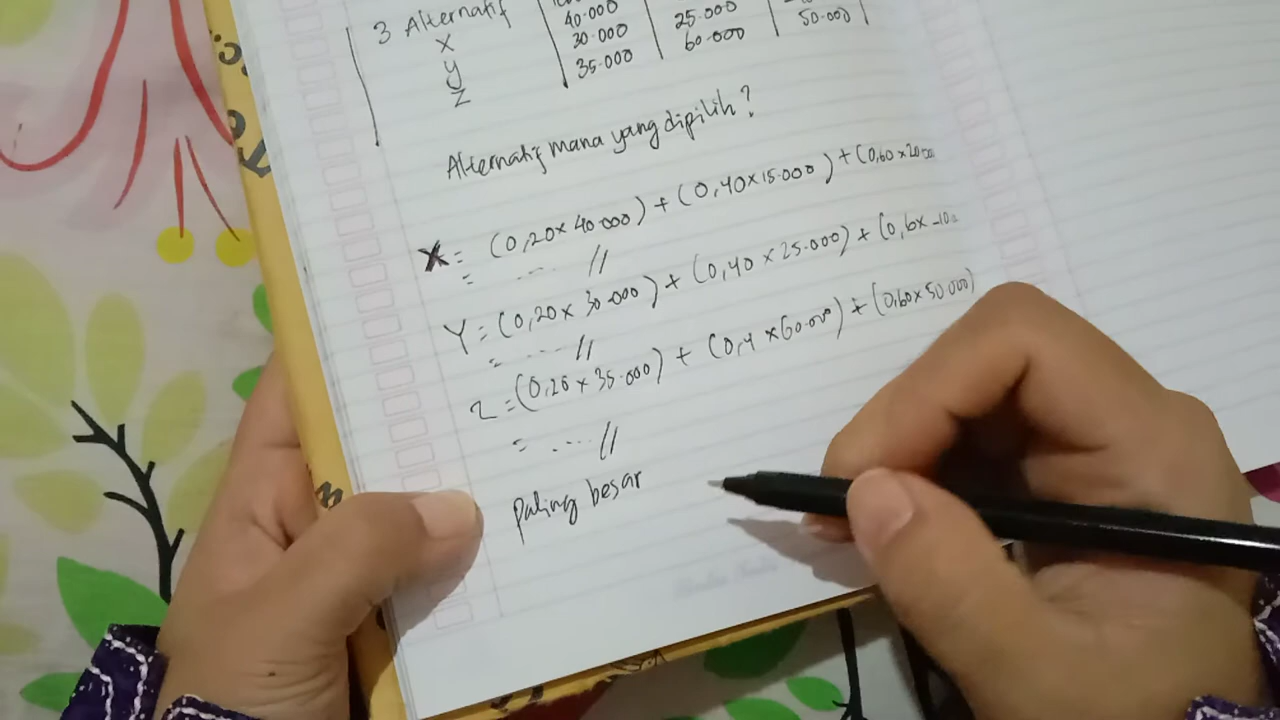 3 Alternatif
X 40.000 25.000 50.000
y 30.000 60.000
z 35.000
Alternatif mana yang dipilih?
X = (0,20 x 40.000) + (0,40 x 15.000) + (0,60 x 20.000
= .... //
Y = (0,20 x 30.000) + (0,40 x 25.000) + (0,6 x -10.
= .... //
Z = (0,20 x 35.000) + (0,4 x 60.000) + (0,60 x 50.000)
= .... //
Paling besar